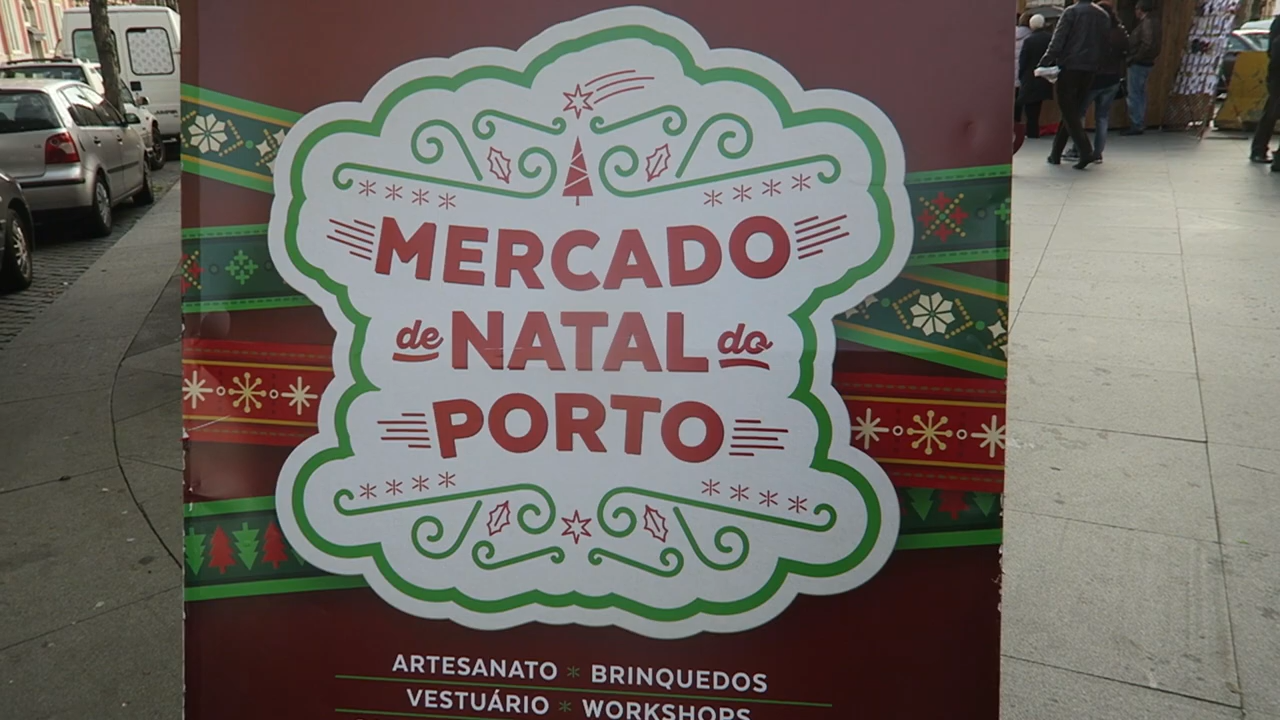 MERCADO
de NATAL do
PORTO
ARTESANATO * BRINQUEDOS
VESTUÁRIO * WORKSHOPS